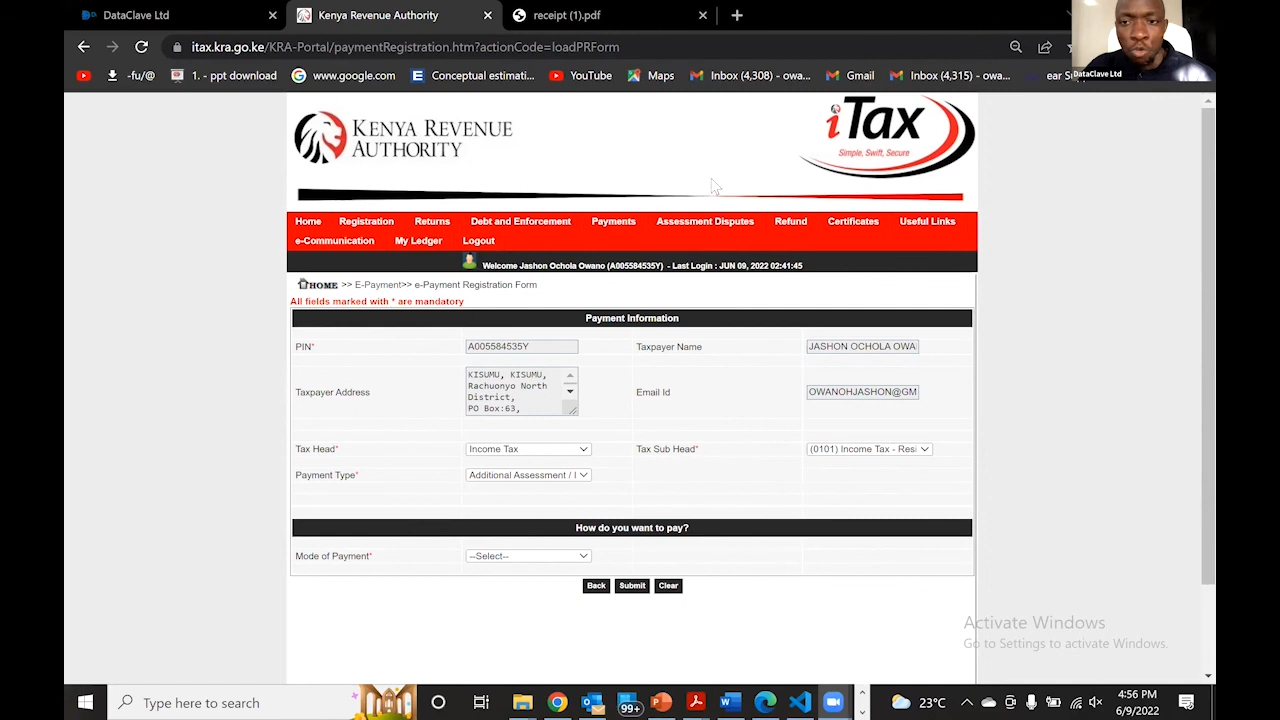 DataClave Ltd
Kenya Revenue Authority
receipt (1).pdf
itax.kra.go.ke/KRA-Portal/paymentRegistration.htm?actionCode=loadPRForm
DataClave Ltd
-fu/@
1. - ppt download
www.google.com
Conceptual estimati...
YouTube
Maps
Inbox (4,308) - owa...
Gmail
Inbox (4,315) - owa...
KENYA REVENUE
AUTHORITY
iTax
Simple, Swift, Secure
Home Registration Returns Debt and Enforcement Payments Assessment Disputes Refund Certificates Useful Links
e-Communication My Ledger Logout
Welcome Jashon Ochola Owano (A005584535Y) - Last Login : JUN 09, 2022 02:41:45
HOME >> E-Payment>> e-Payment Registration Form
All fields marked with * are mandatory
Payment Information
PIN* A005584535Y Taxpayer Name JASHON OCHOLA OWA
Taxpayer Address
KISUMU, KISUMU,
Rachuonyo North
District,
PO Box:63,
Email Id OWANOHJASHON@GM
Tax Head* Income Tax Tax Sub Head* (0101) Income Tax - Resi
Payment Type* Additional Assessment / I
How do you want to pay?
Mode of Payment* --Select--
Back Submit Clear
Activate Windows
Go to Settings to activate Windows.
Type here to search
99+
23°C
4:56 PM
6/9/2022